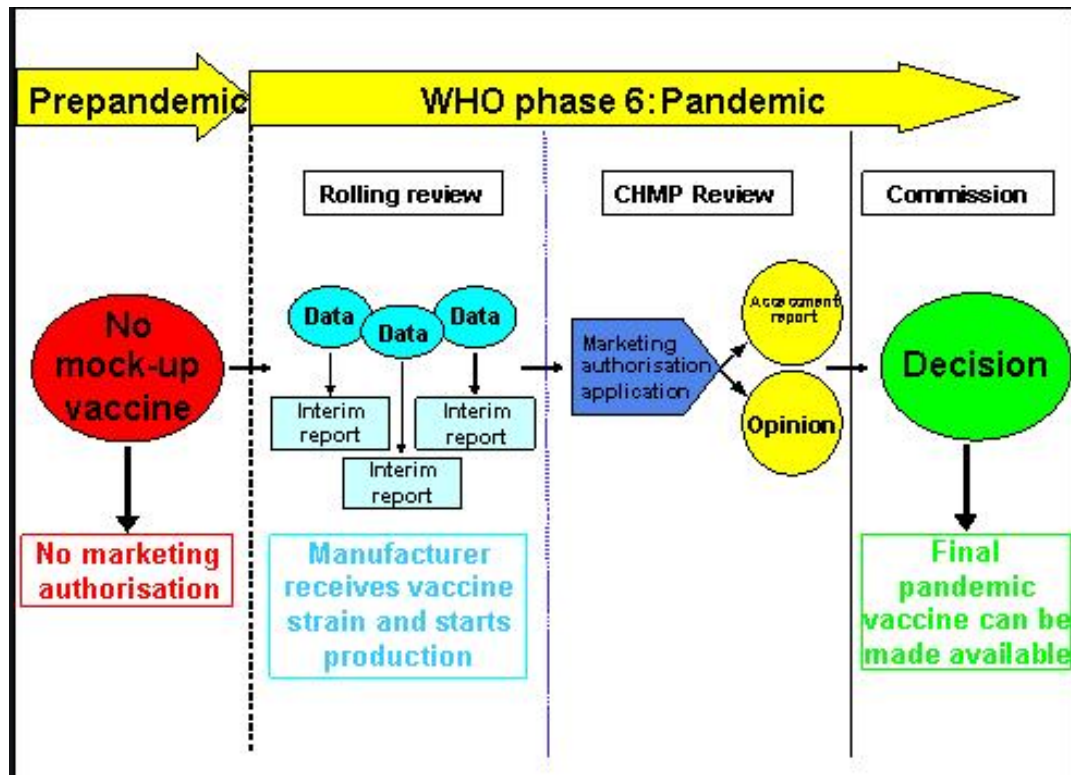 Prepandemic
WHO phase 6:Pandemic
Rolling review
CHMP Review
Commission
No
mock-up
vaccine
Data
Data
Data
Interim
report
Interim
report
Interim
report
Marketing
authorisation
application
Assessment
report
Opinion
Decision
No marketing
authorisation
Manufacturer
receives vaccine
strain and starts
production
Final
pandemic
vaccine can be
made available